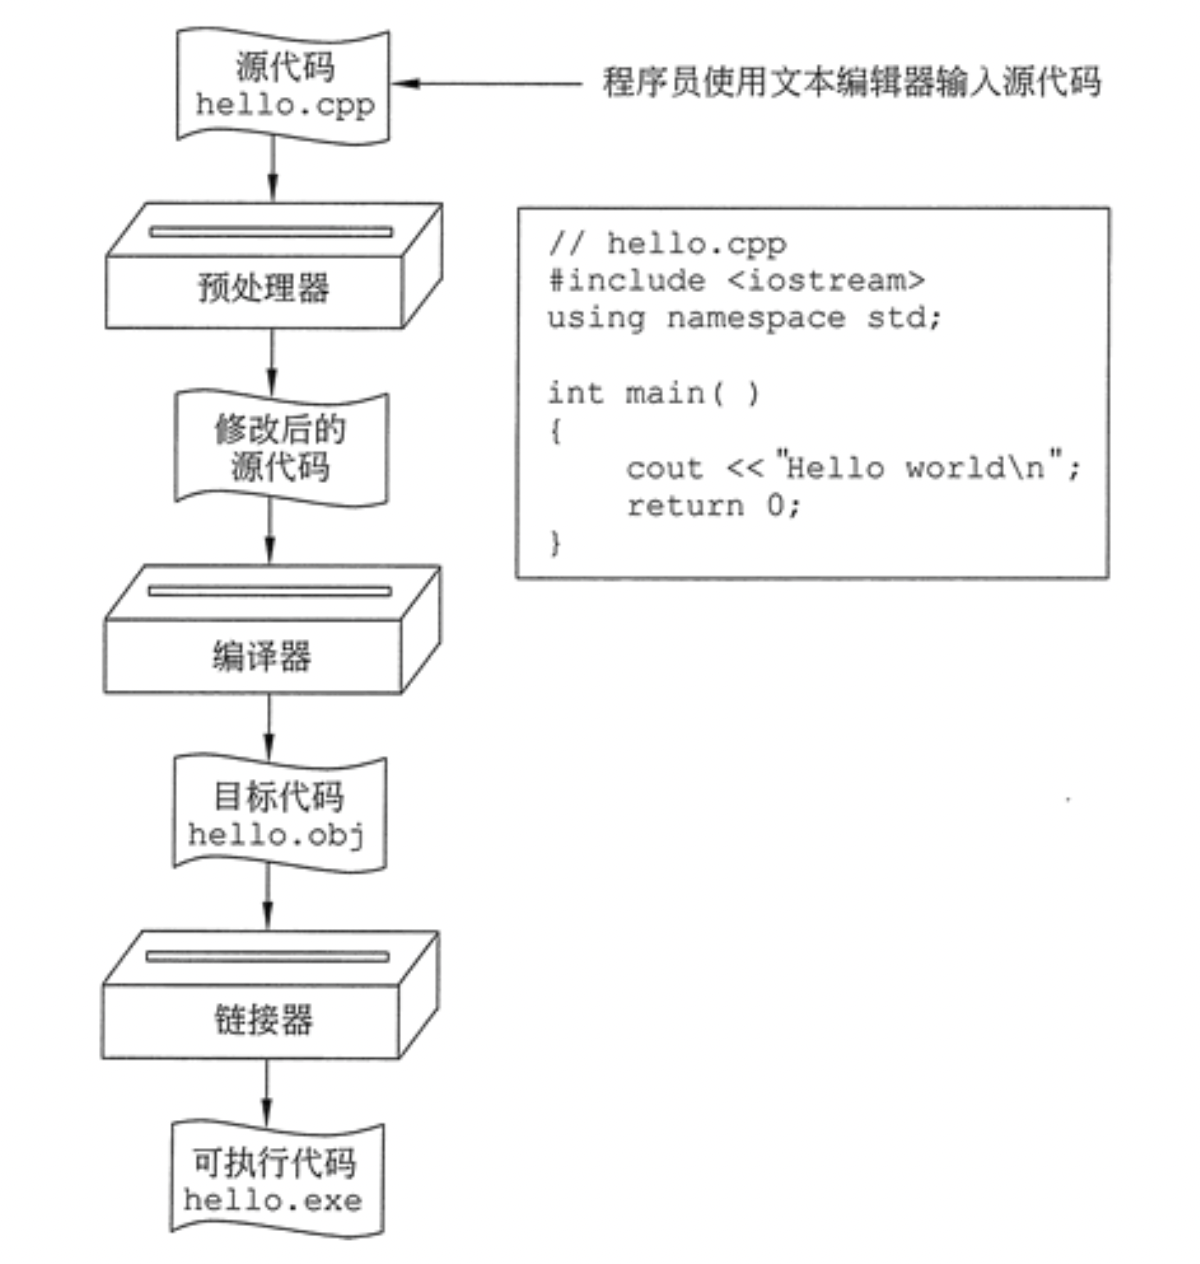 源代码
hello.cpp
程序员使用文本编辑器输入源代码
预处理器
// hello.cpp
#include <iostream>
using namespace std;
int main( )
{
cout << "Hello world\n";
return 0;
}
修改后的
源代码
编译器
目标代码
hello.obj
链接器
可执行代码
hello.exe